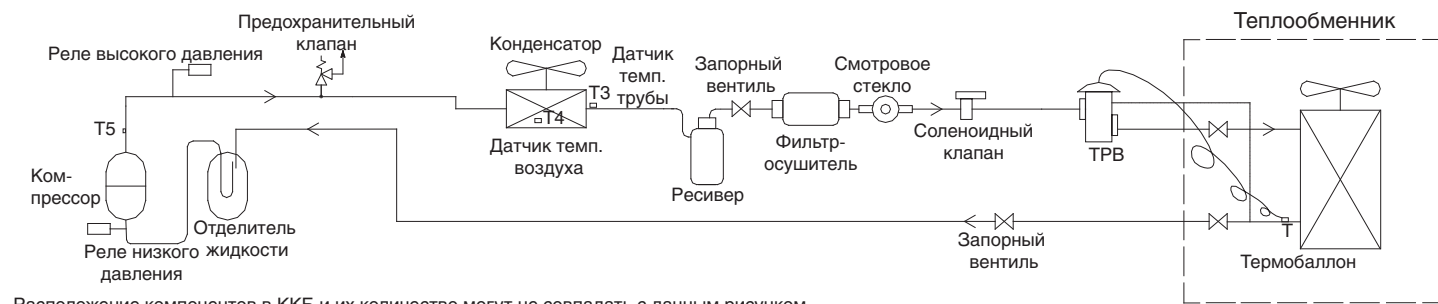 Предохранительный
клапан
Реле высокого давления
Конденсатор
Датчик
темп.
трубы
Запорный
вентиль
Смотровое
стекло
Теплообменник
T3
T4
T5
Датчик темп.
воздуха
Фильтр-
осушитель
Соленоидный
клапан
ТРВ
Ресивер
Ком-
прессор
Отделитель
жидкости
Реле низкого
давления
Запорный
вентиль
T
Термобаллон
Расположение компонентов в ККБ и их количество могут не совпадать с данным рисунком